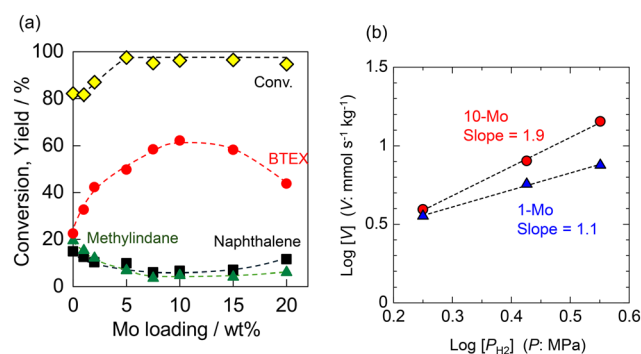 (a)
100
80
60
40
20
0
Conversion, Yield / %
Conv.
BTEX
Methylindane
Naphthalene
0 5 10 15 20
Mo loading / wt%
(b)
1.5
1
0.5
0
Log [V] (V: mmol s⁻¹ kg⁻¹)
10-Mo
Slope = 1.9
1-Mo
Slope = 1.1
0.2 0.3 0.4 0.5 0.6
Log [P_H2] (P: MPa)